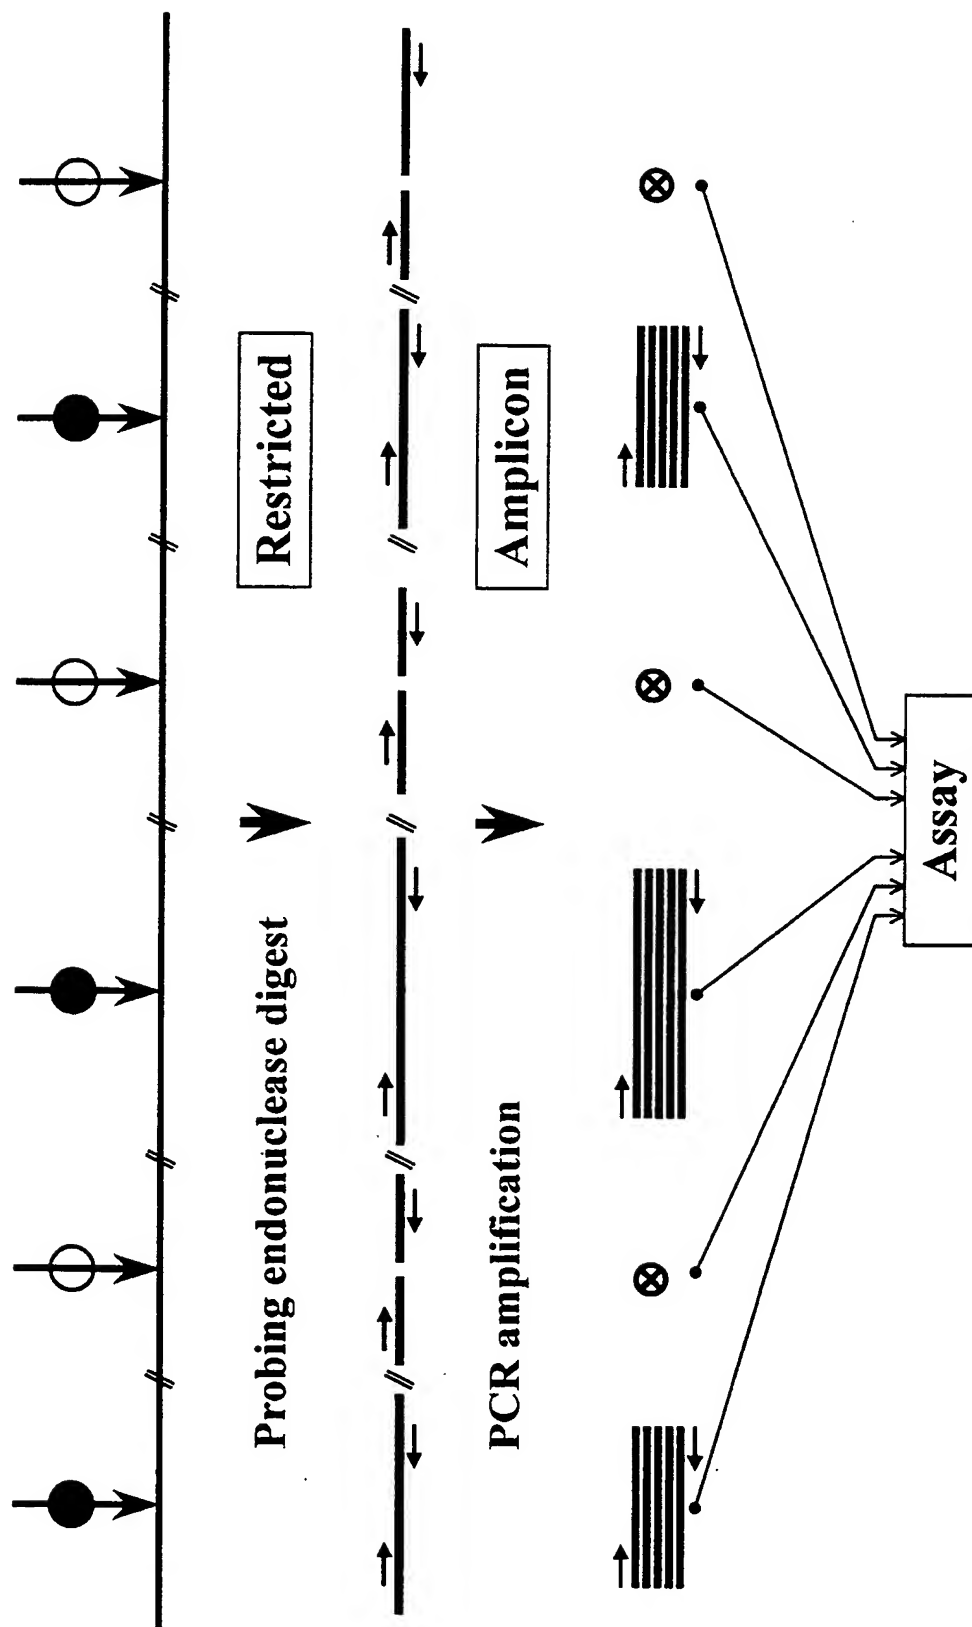 Probing endonuclease digest
Restricted
PCR amplification
Amplicon
Assay